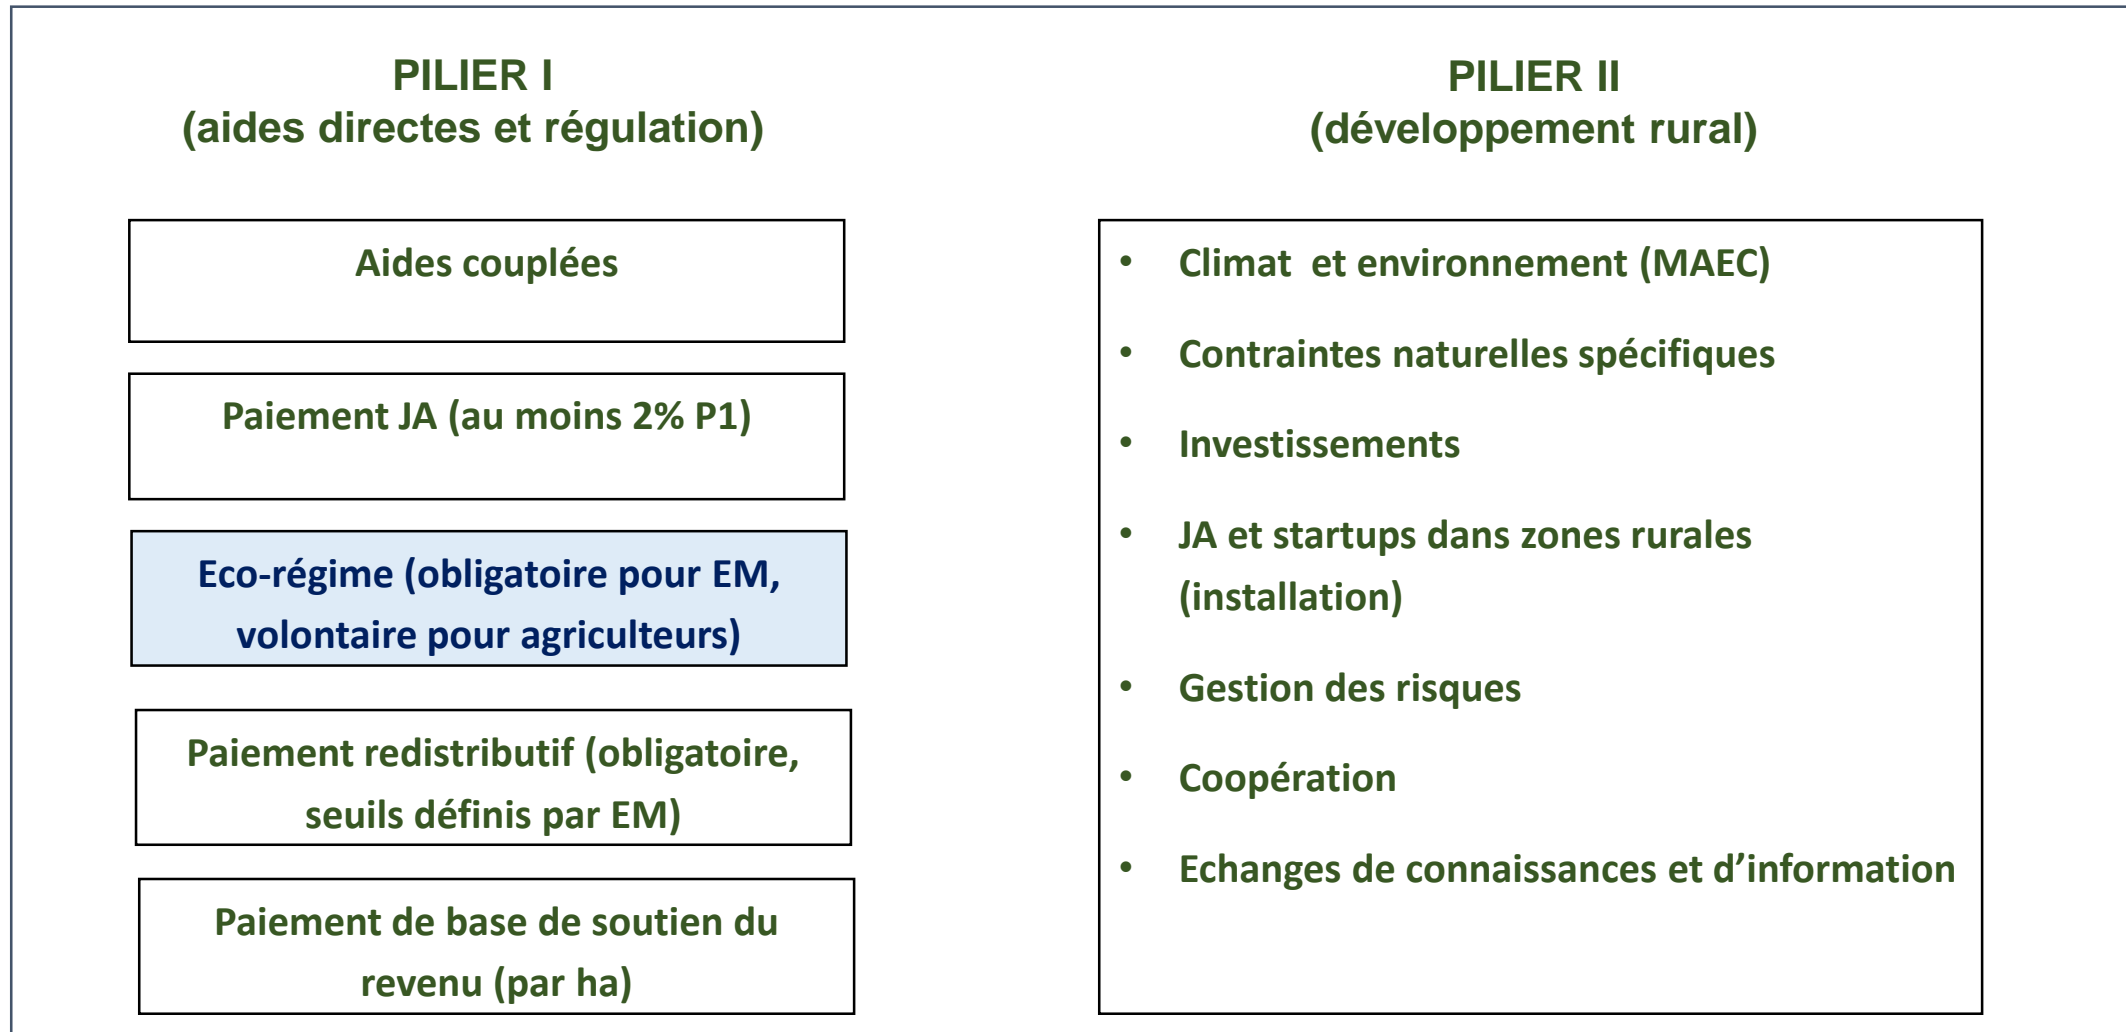 PILIER I
(aides directes et régulation)
Aides couplées
Paiement JA (au moins 2% P1)
Eco-régime (obligatoire pour EM,
volontaire pour agriculteurs)
Paiement redistributif (obligatoire,
seuils définis par EM)
Paiement de base de soutien du
revenu (par ha)
PILIER II
(développement rural)
• Climat et environnement (MAEC)
• Contraintes naturelles spécifiques
• Investissements
• JA et startups dans zones rurales
(installation)
• Gestion des risques
• Coopération
• Echanges de connaissances et d’information